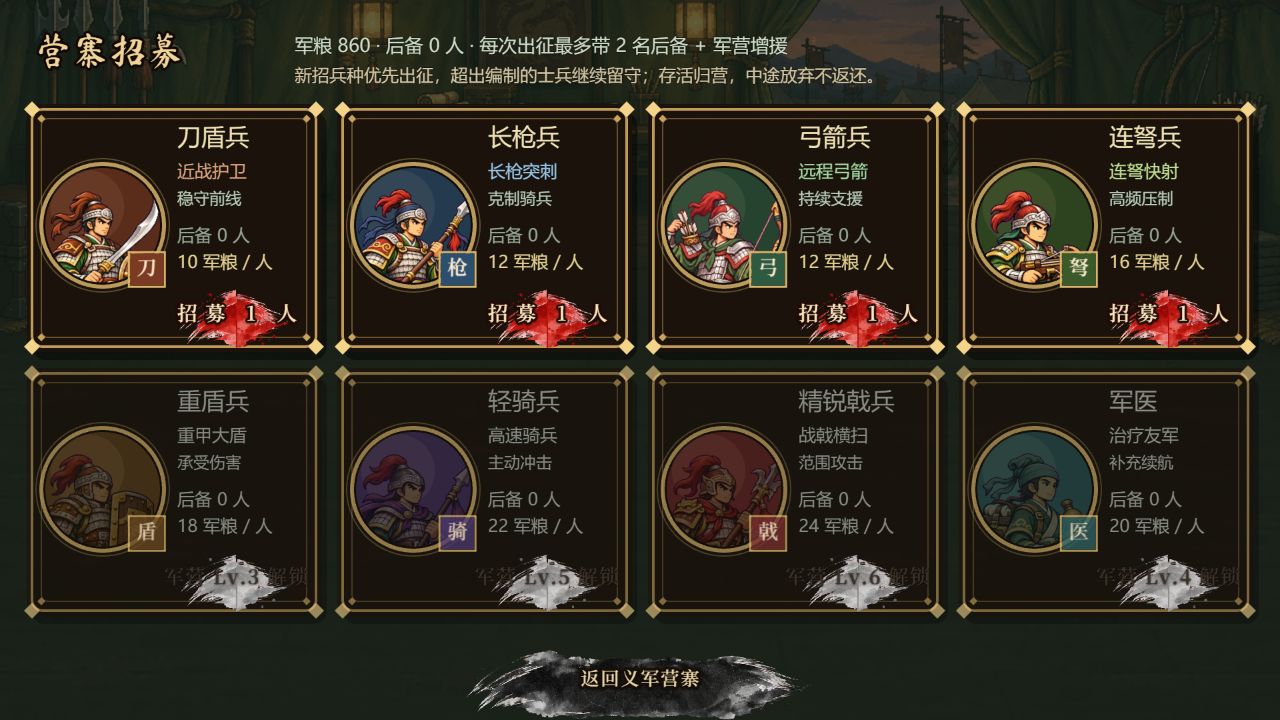 营寨招募
军粮 860 · 后备 0 人 · 每次出征最多带 2 名后备 + 军营增援
新招兵种优先出征，超出编制的士兵继续留守；存活归营，中途放弃不返还。
刀盾兵
近战护卫
稳守前线
后备 0 人
10 军粮 / 人
刀
招募 1 人
长枪兵
长枪突刺
克制骑兵
后备 0 人
12 军粮 / 人
枪
招募 1 人
弓箭兵
远程弓箭
持续支援
后备 0 人
12 军粮 / 人
弓
招募 1 人
连弩兵
连弩快射
高频压制
后备 0 人
16 军粮 / 人
弩
招募 1 人
重盾兵
重甲大盾
承受伤害
后备 0 人
18 军粮 / 人
盾
军营 Lv.3 解锁
轻骑兵
高速骑兵
主动冲击
后备 0 人
22 军粮 / 人
骑
军营 Lv.5 解锁
精锐戟兵
战戟横扫
范围攻击
后备 0 人
24 军粮 / 人
戟
军营 Lv.6 解锁
军医
治疗友军
补充续航
后备 0 人
20 军粮 / 人
医
军营 Lv.4 解锁
返回义军营寨